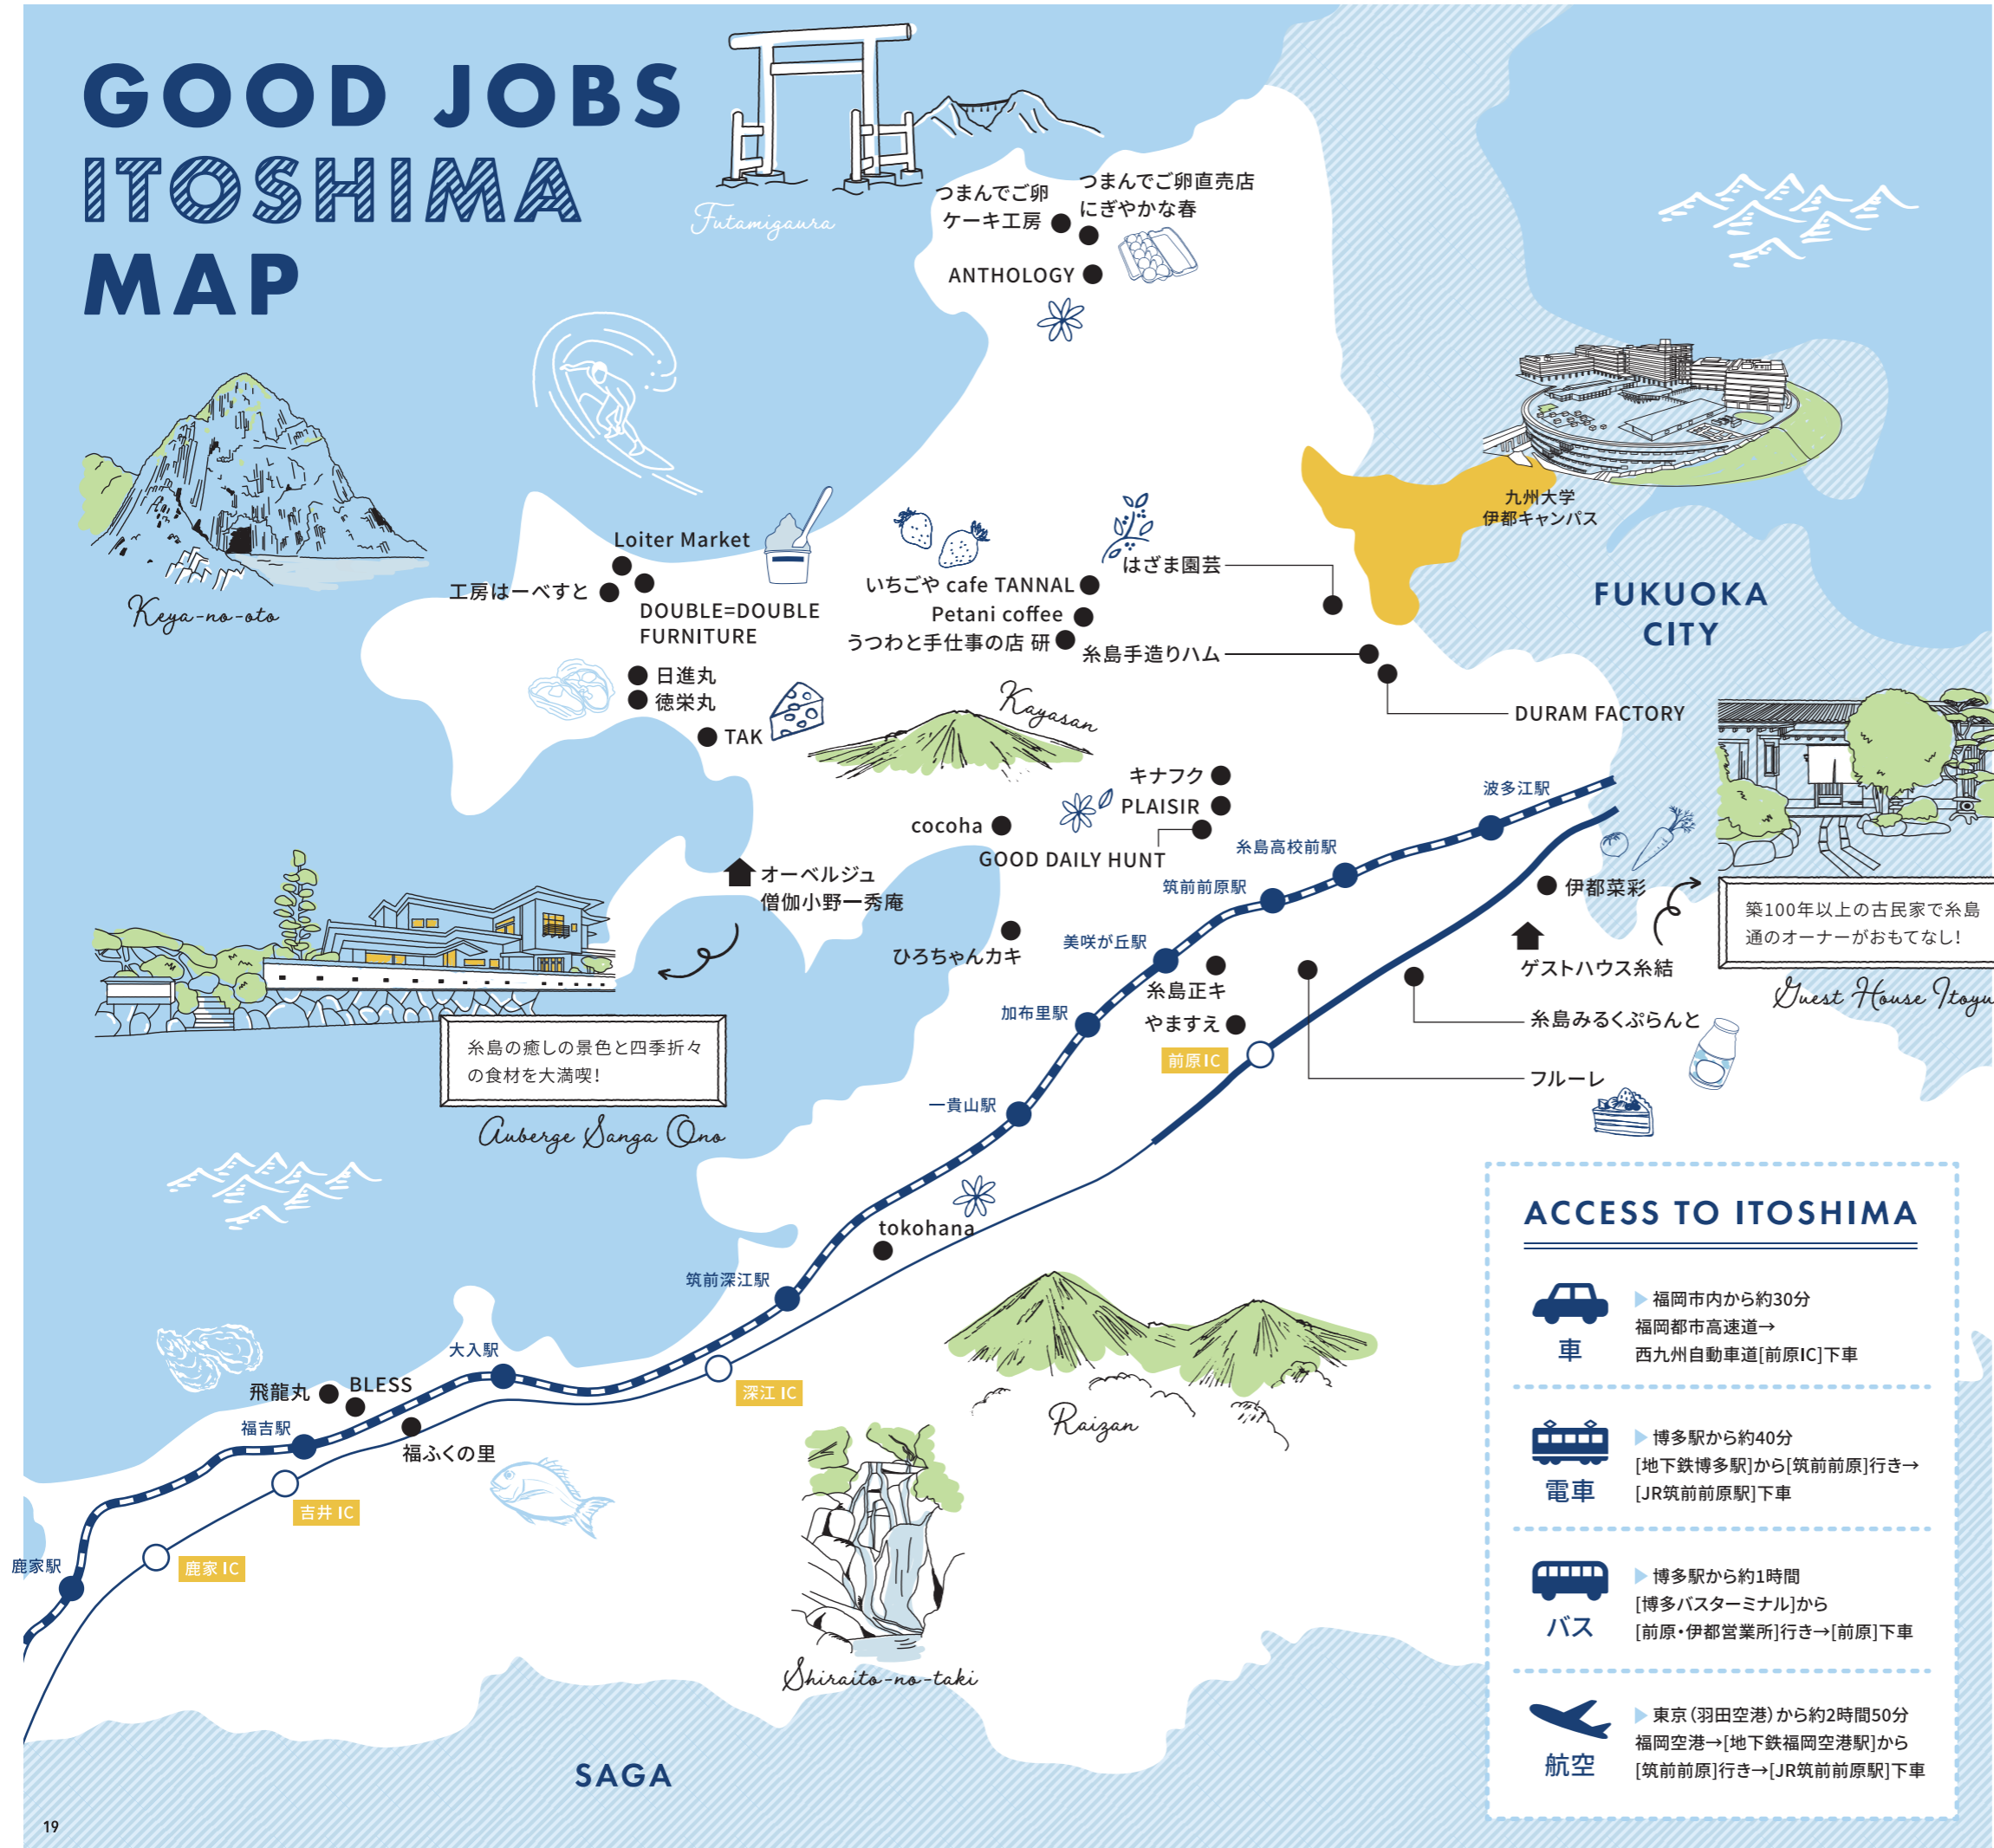 GOOD JOBS
ITOSHIMA
MAP
Futamigaura
つまんでご卵
ケーキ工房
つまんでご卵直売店
にぎやかな春
ANTHOLOGY
Keya-no-oto
九州大学
伊都キャンパス
FUKUOKA
CITY
Loiter Market
工房はーべすと
DOUBLE=DOUBLE
FURNITURE
いちごや cafe TANNAL
Petani coffee
うつわと手仕事の店 研
はざま園芸
糸島手造りハム
DURAM FACTORY
日進丸
徳栄丸
TAK
Kayasan
キナフク
PLAISIR
cocoha
GOOD DAILY HUNT
波多江駅
糸島高校前駅
筑前前原駅
美咲が丘駅
加布里駅
一貴山駅
オーベルジュ
僧伽小野一秀庵
ひろちゃんカキ
糸島正キ
やますえ
前原IC
伊都菜彩
ゲストハウス糸結
築100年以上の古民家で糸島
通のオーナーがおもてなし!
Guest House Itoyu
糸島みるくぷらんと
フルーレ
糸島の癒しの景色と四季折々
の食材を大満喫!
Auberge Sanga Ono
tokohana
筑前深江駅
深江 IC
大入駅
飛龍丸
BLESS
福吉駅
福ふくの里
吉井 IC
鹿家駅
鹿家 IC
Raizan
Shiraito-no-taki
SAGA
ACCESS TO ITOSHIMA
車
▶ 福岡市内から約30分
福岡都市高速道→
西九州自動車道[前原IC]下車
電車
▶ 博多駅から約40分
[地下鉄博多駅]から[筑前前原]行き→
[JR筑前前原駅]下車
バス
▶ 博多駅から約1時間
[博多バスターミナル]から
[前原・伊都営業所]行き→[前原]下車
航空
▶ 東京（羽田空港）から約2時間50分
福岡空港→[地下鉄福岡空港駅]から
[筑前前原]行き→[JR筑前前原駅]下車
19